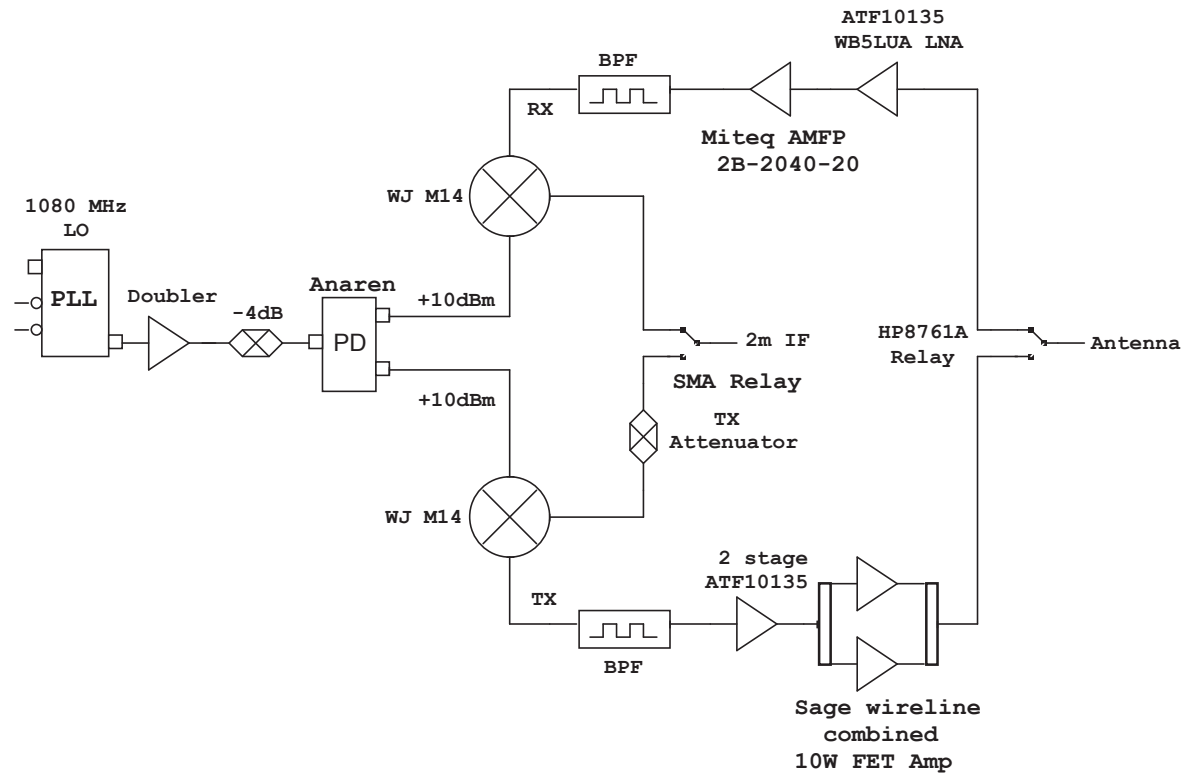 ATF10135
WB5LUA LNA
BPF
RX
Miteq AMFP
2B-2040-20
WJ M14
1080 MHz
LO
PLL
Doubler
-4dB
Anaren
PD
+10dBm
+10dBm
2m IF
SMA Relay
HP8761A
Relay
Antenna
TX
Attenuator
WJ M14
2 stage
ATF10135
TX
BPF
Sage wireline
combined
10W FET Amp